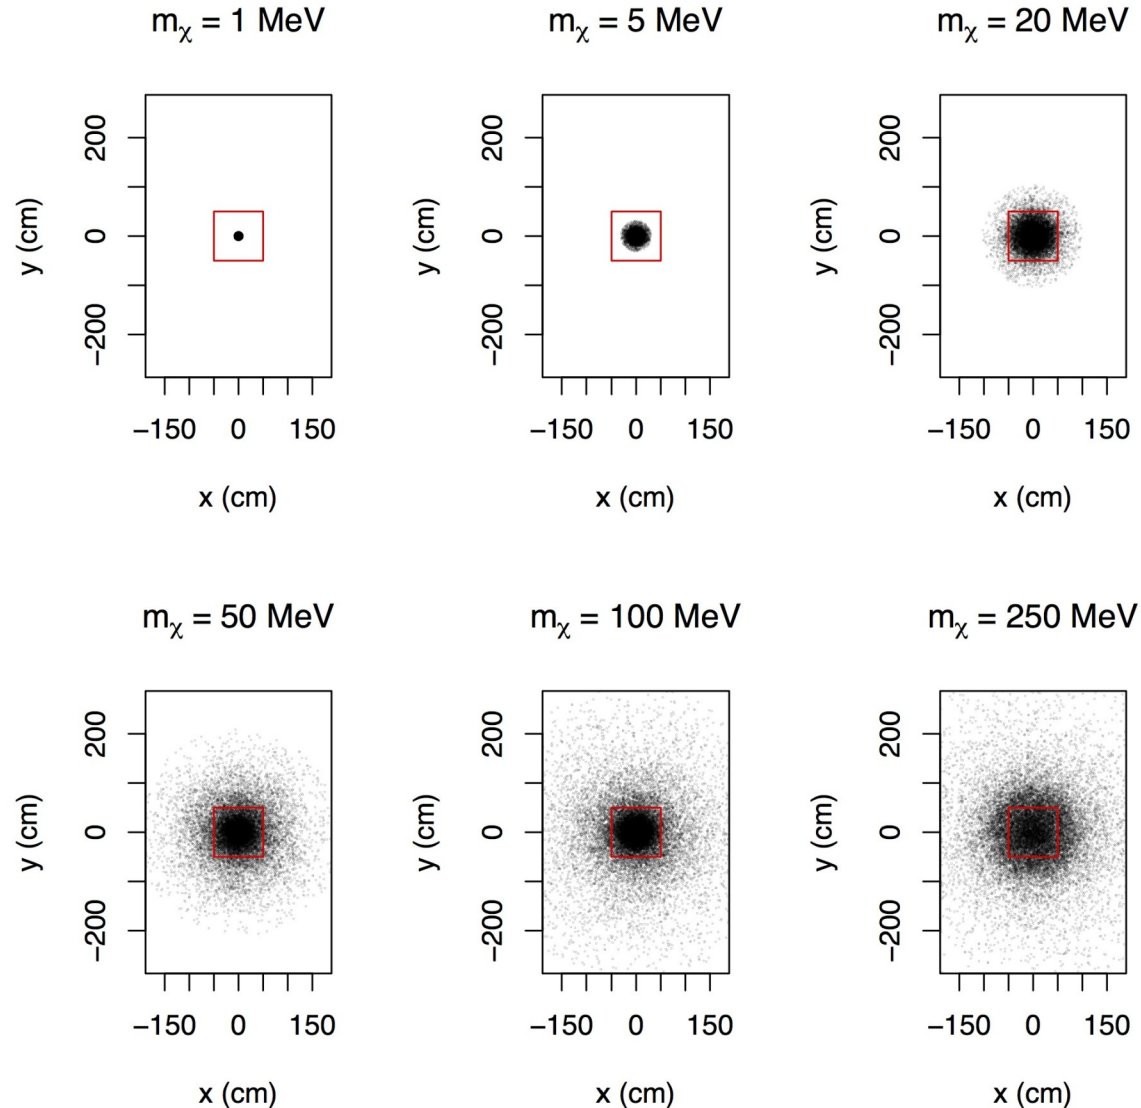 mχ = 1 MeV
mχ = 5 MeV
mχ = 20 MeV
y (cm)
200
0
−200
−150 0 150
x (cm)
y (cm)
200
0
−200
−150 0 150
x (cm)
y (cm)
200
0
−200
−150 0 150
x (cm)
mχ = 50 MeV
mχ = 100 MeV
mχ = 250 MeV
y (cm)
200
0
−200
−150 0 150
x (cm)
y (cm)
200
0
−200
−150 0 150
x (cm)
y (cm)
200
0
−200
−150 0 150
x (cm)